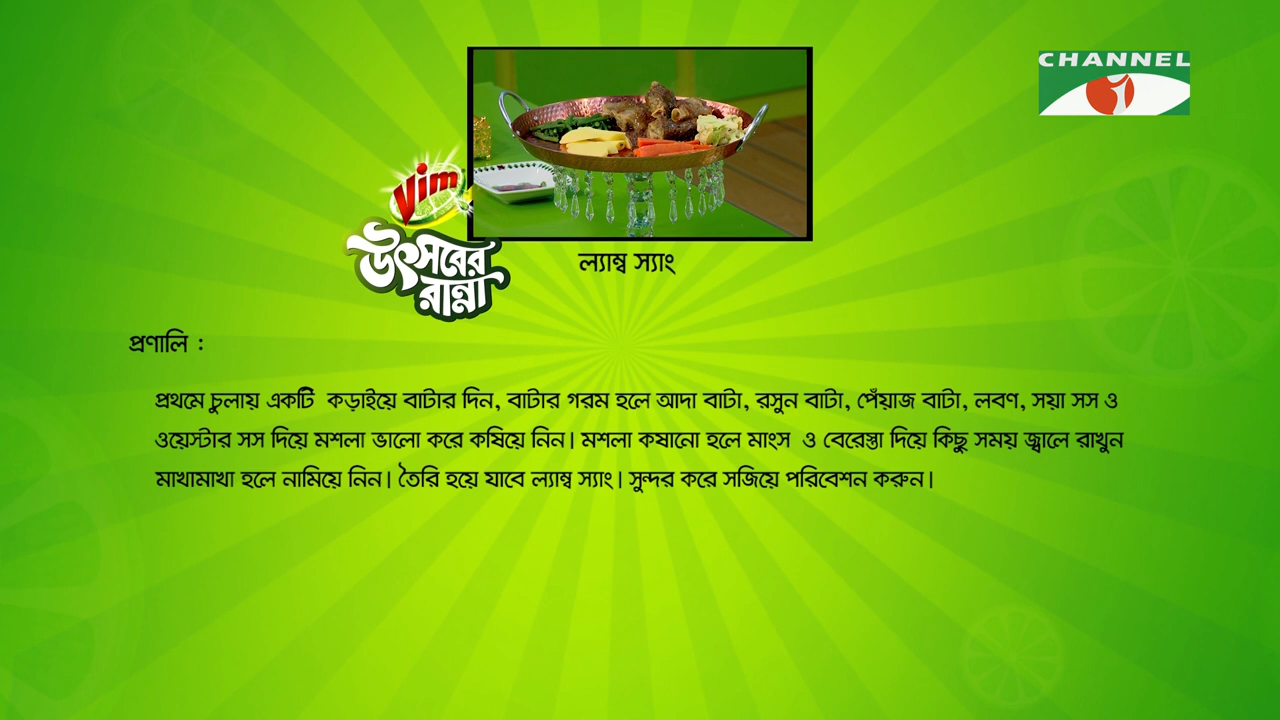 CHANNEL
i
Vim
উৎসবের
রান্না
ল্যাম্ব স্যাং
প্রণালি :
প্রথমে চুলায় একটি কড়াইয়ে বাটার দিন, বাটার গরম হলে আদা বাটা, রসুন বাটা, পেঁয়াজ বাটা, লবণ, সয়া সস ও
ওয়েস্টার সস দিয়ে মশলা ভালো করে কষিয়ে নিন। মশলা কষানো হলে মাংস ও বেরেস্তা দিয়ে কিছু সময় জ্বালে রাখুন
মাখামাখা হলে নামিয়ে নিন। তৈরি হয়ে যাবে ল্যাম্ব স্যাং। সুন্দর করে সজিয়ে পরিবেশন করুন।